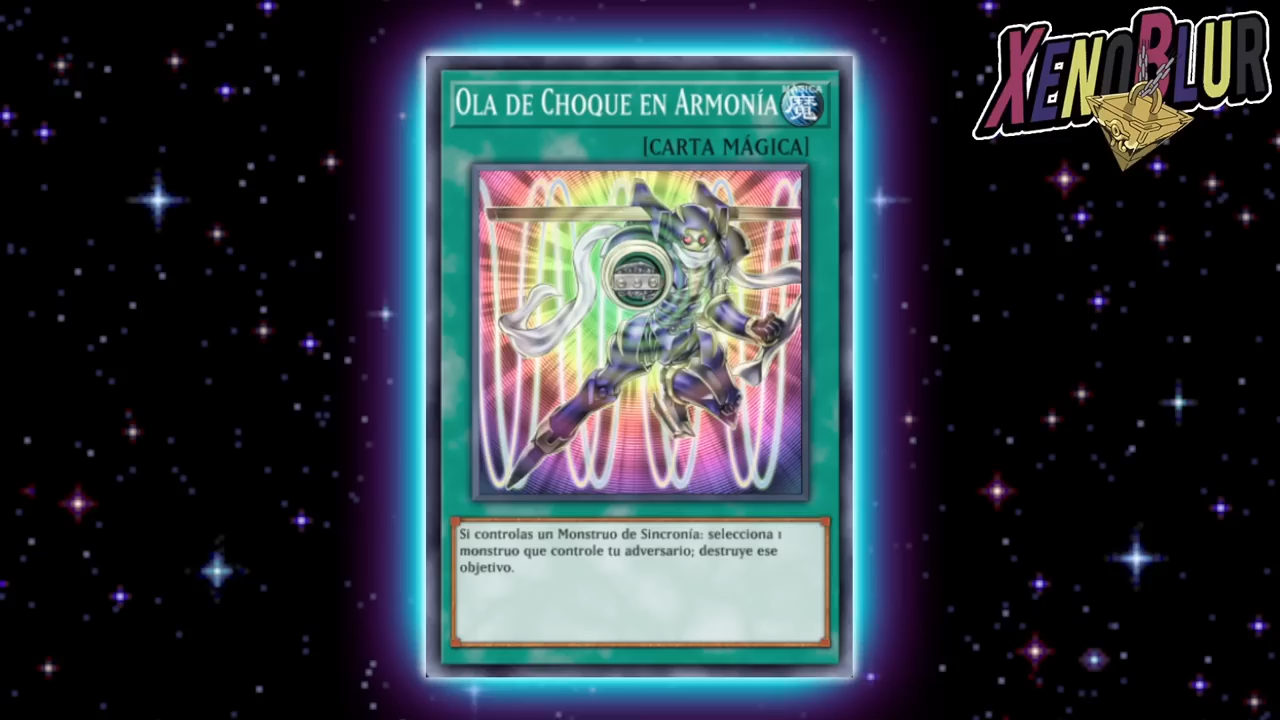 XENOBLUR
OLA DE CHOQUE EN ARMONÍA
MÁGICA
魔
[CARTA MÁGICA]
Si controlas un Monstruo de Sincronía: selecciona 1
monstruo que controle tu adversario; destruye ese
objetivo.